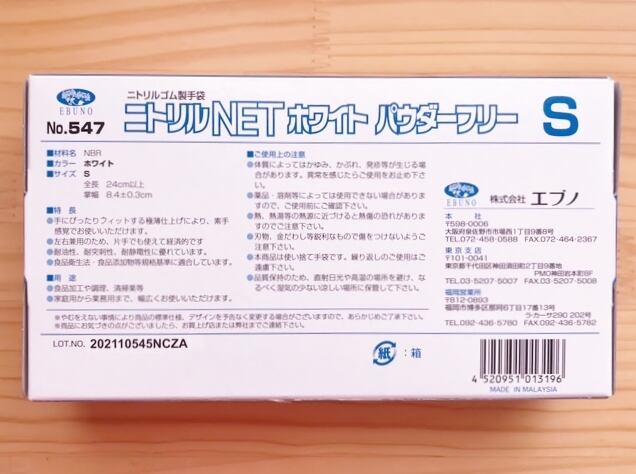 EBUNO
ニトリルゴム製手袋
No.547
ニトリルNET ホワイト パウダーフリー S
■材料名 NBR
■カラー ホワイト
■サイズ S
全長 24cm以上
掌幅 8.4±0.3cm
■特長
●手にぴったりフィットする極薄仕上げにより、素手
感覚でお使いいただけます。
●左右兼用のため、片手でも使えて経済的です
●耐油性、耐突刺性、耐静電性に優れています。
●食品衛生法・食品添加物等規格基準に適合しています。
■用途
●食品加工や調理、清掃業等
●家庭用から業務用まで、幅広くお使いいただけます。
■ご使用上の注意
●体質によってはかゆみ、かぶれ、発疹等が生じる場
合があります。異常を感じたらご使用をお止め下さ
い。
●薬品・溶剤等によっては使用できない場合があります
ので、ご使用前にご確認下さい。
●熱、熱湯等の熱源に近づけると熱傷の恐れがあります
のでご注意下さい
●刃物、金だわし等鋭利なもので傷をつけないようご
注意下さい。
●本商品は使い捨て手袋です。繰り返しのご使用はご
遠慮下さい。
●品質保持のため、直射日光や高温の場所を避け、な
るべく湿気の少ない涼しい場所に保管して下さい。
EBUNO
株式会社 エブノ
本社
〒598-0006
大阪府泉佐野市市場西1丁目9番8号
TEL.072-458-0588 FAX.072-464-2367
東京支店
〒101-0041
東京都千代田区神田須田町2丁目9番地
PMO神田岩本町8F
TEL.03-5207-5007 FAX.03-5207-5008
福岡営業所
〒812-0893
福岡市博多区那珂6丁目17番13号
ラ・カーサ290 202号
TEL.092-436-5780 FAX.092-436-5782
※やむをえない事情により商品の標準仕様、デザインを予告なく変更する場合がございますので、あらかじめご了承下さい。
※商品にお気づきの点がございましたら、お買上げ店または弊社までご連絡下さい。
LOT.NO. 202110545NCZA
紙 : 箱
4 520951 013196
MADE IN MALAYSIA